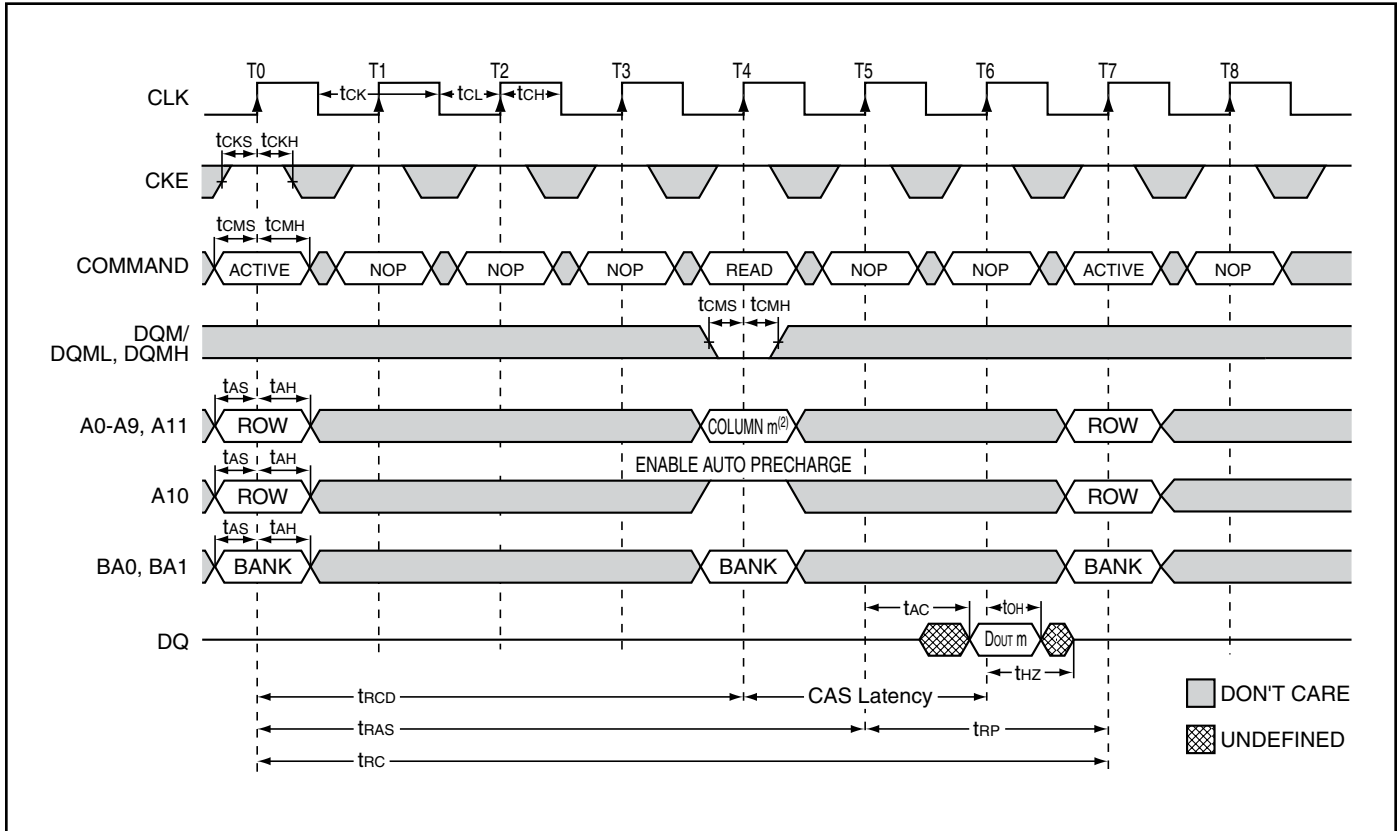 T0 T1 T2 T3 T4 T5 T6 T7 T8
CLK tCK tCL tCH
tCKS tCKH
CKE
tCMS tCMH
COMMAND ACTIVE NOP NOP NOP READ NOP NOP ACTIVE NOP
tCMS tCMH
DQM/
DQML, DQMH
tAS tAH
A0-A9, A11 ROW COLUMN m(2) ROW
tAS tAH ENABLE AUTO PRECHARGE
A10 ROW ROW
tAS tAH
BA0, BA1 BANK BANK BANK
tAC tOH
DQ DOUT m
tHZ
tRCD CAS Latency DON'T CARE
tRAS tRP
UNDEFINED
tRC